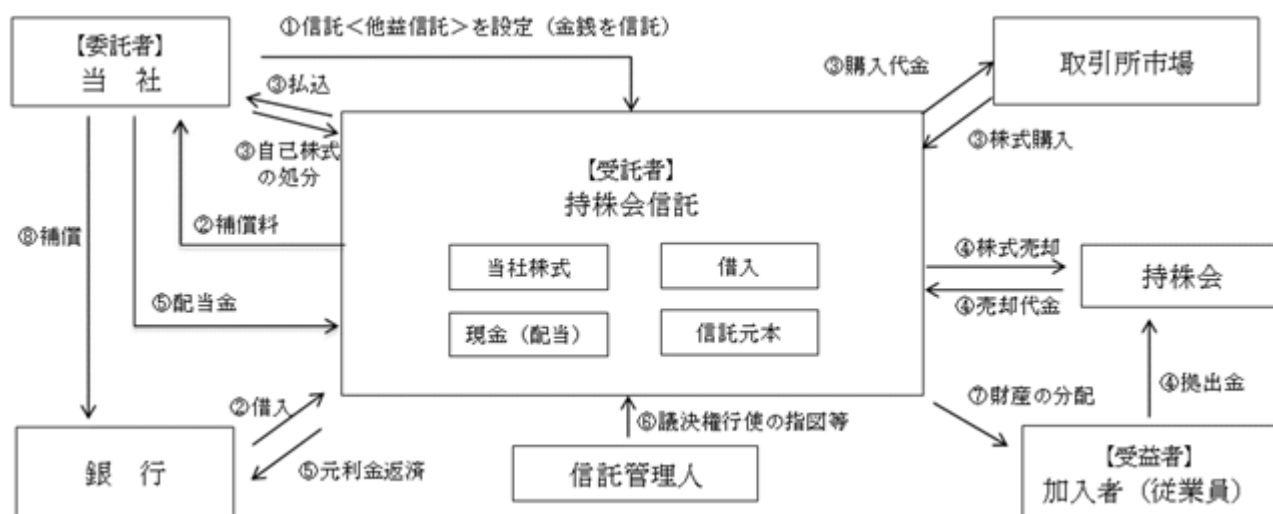 ①信託＜他益信託＞を設定（金銭を信託）
【委託者】
当　社
③払込
③自己株式
の処分
③購入代金
取引所市場
③株式購入
【受託者】
持株会信託
②補償料
⑧補償
当社株式
借入
④株式売却
持株会
④売却代金
⑤配当金
現金（配当）
信託元本
④拠出金
⑦財産の分配
②借入
⑥議決権行使の指図等
⑤元利金返済
銀　行
信託管理人
【受益者】
加入者（従業員）